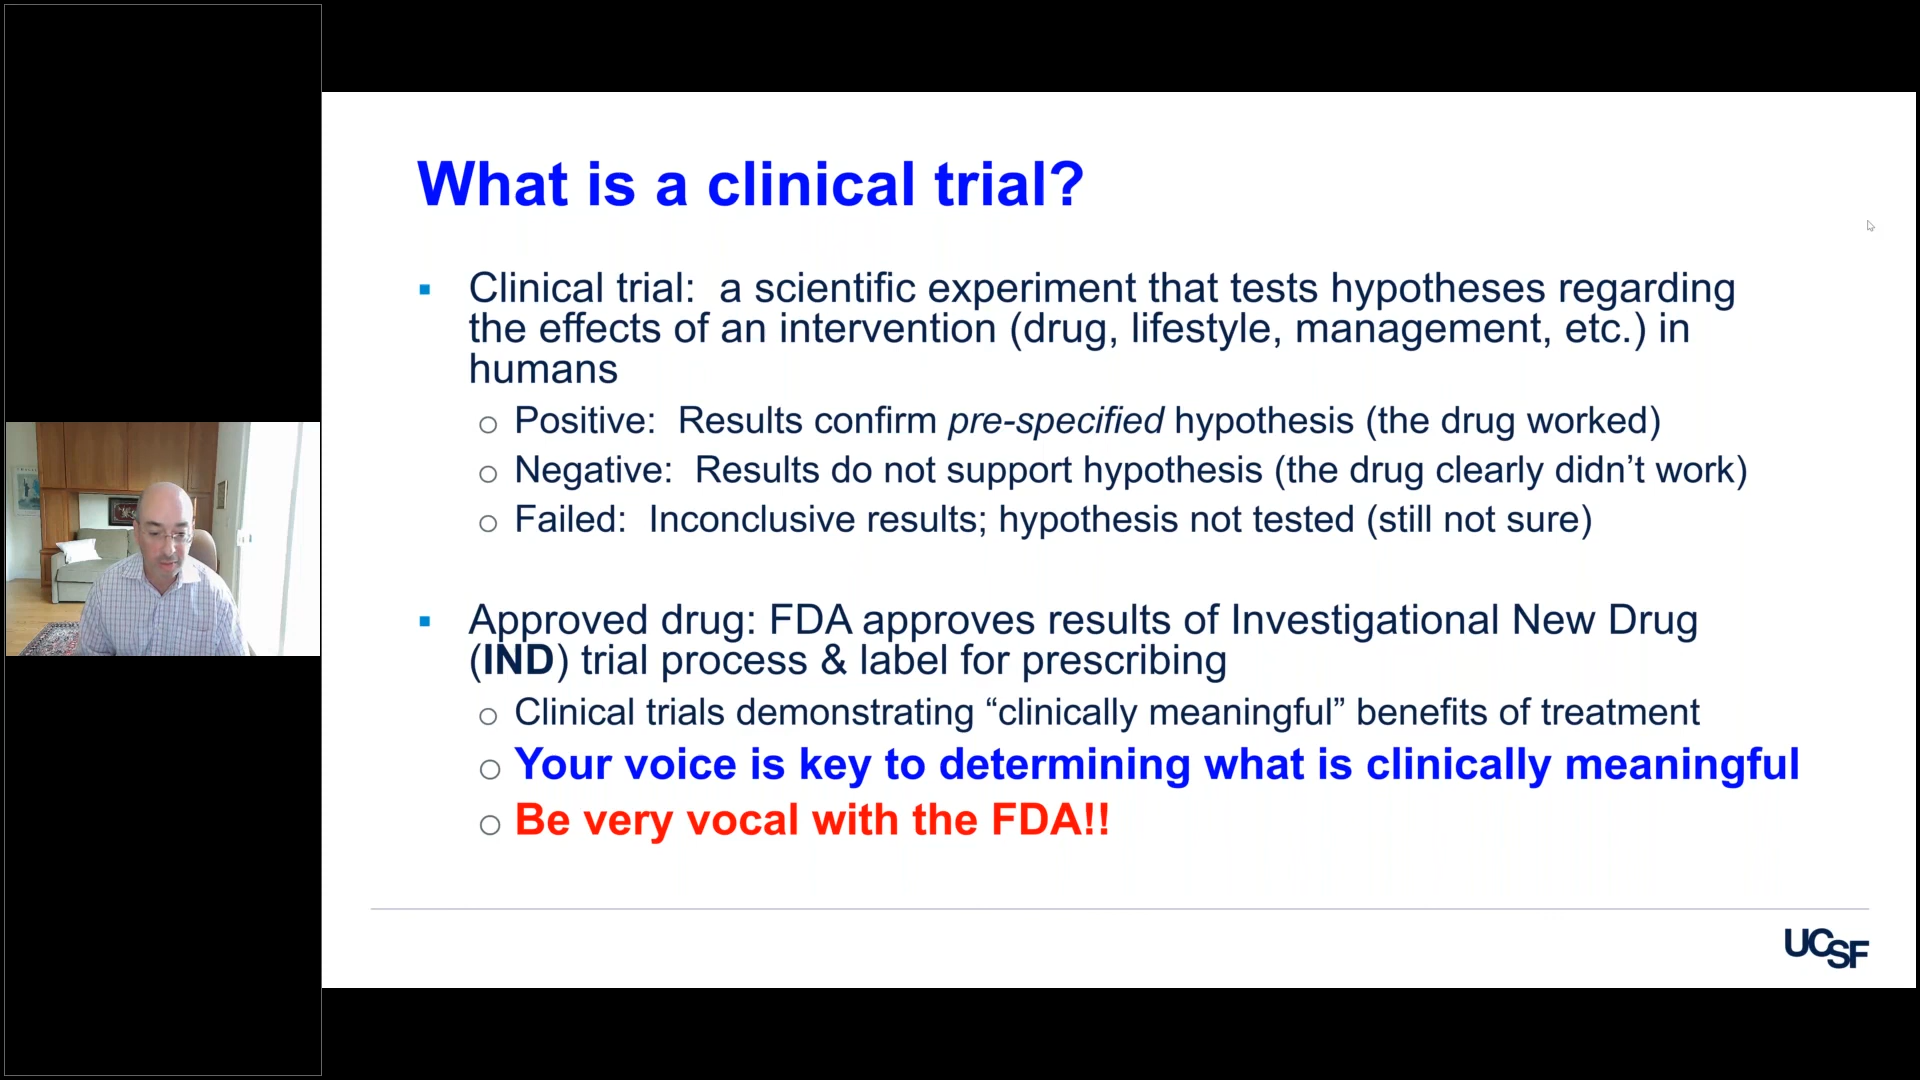 What is a clinical trial?
▪ Clinical trial:  a scientific experiment that tests hypotheses regarding
the effects of an intervention (drug, lifestyle, management, etc.) in
humans
○ Positive:  Results confirm pre-specified hypothesis (the drug worked)
○ Negative:  Results do not support hypothesis (the drug clearly didn’t work)
○ Failed:  Inconclusive results; hypothesis not tested (still not sure)
▪ Approved drug: FDA approves results of Investigational New Drug
(IND) trial process & label for prescribing
○ Clinical trials demonstrating “clinically meaningful” benefits of treatment
○ Your voice is key to determining what is clinically meaningful
○ Be very vocal with the FDA!!
UCSF